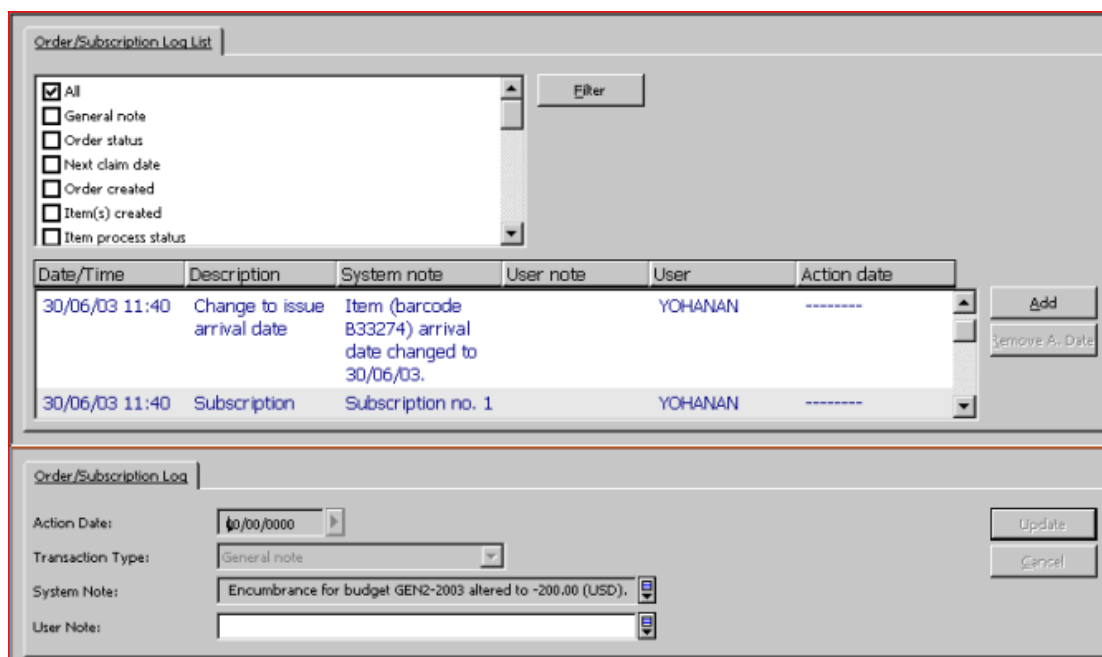 Order/Subscription Log List
All
Filter
General note
Order status
Next claim date
Order created
Item(s) created
Item process status
Date/Time Description System note User note User Action date
30/06/03 11:40 Change to issue Item (barcode YOHANAN --------
arrival date B33274) arrival
date changed to
30/06/03.
Add
Remove A. Date
30/06/03 11:40 Subscription Subscription no. 1 YOHANAN --------
Order/Subscription Log
Action Date: 00/00/0000
Update
Transaction Type: General note
Cancel
System Note: Encumbrance for budget GEN2-2003 altered to -200.00 (USD).
User Note: